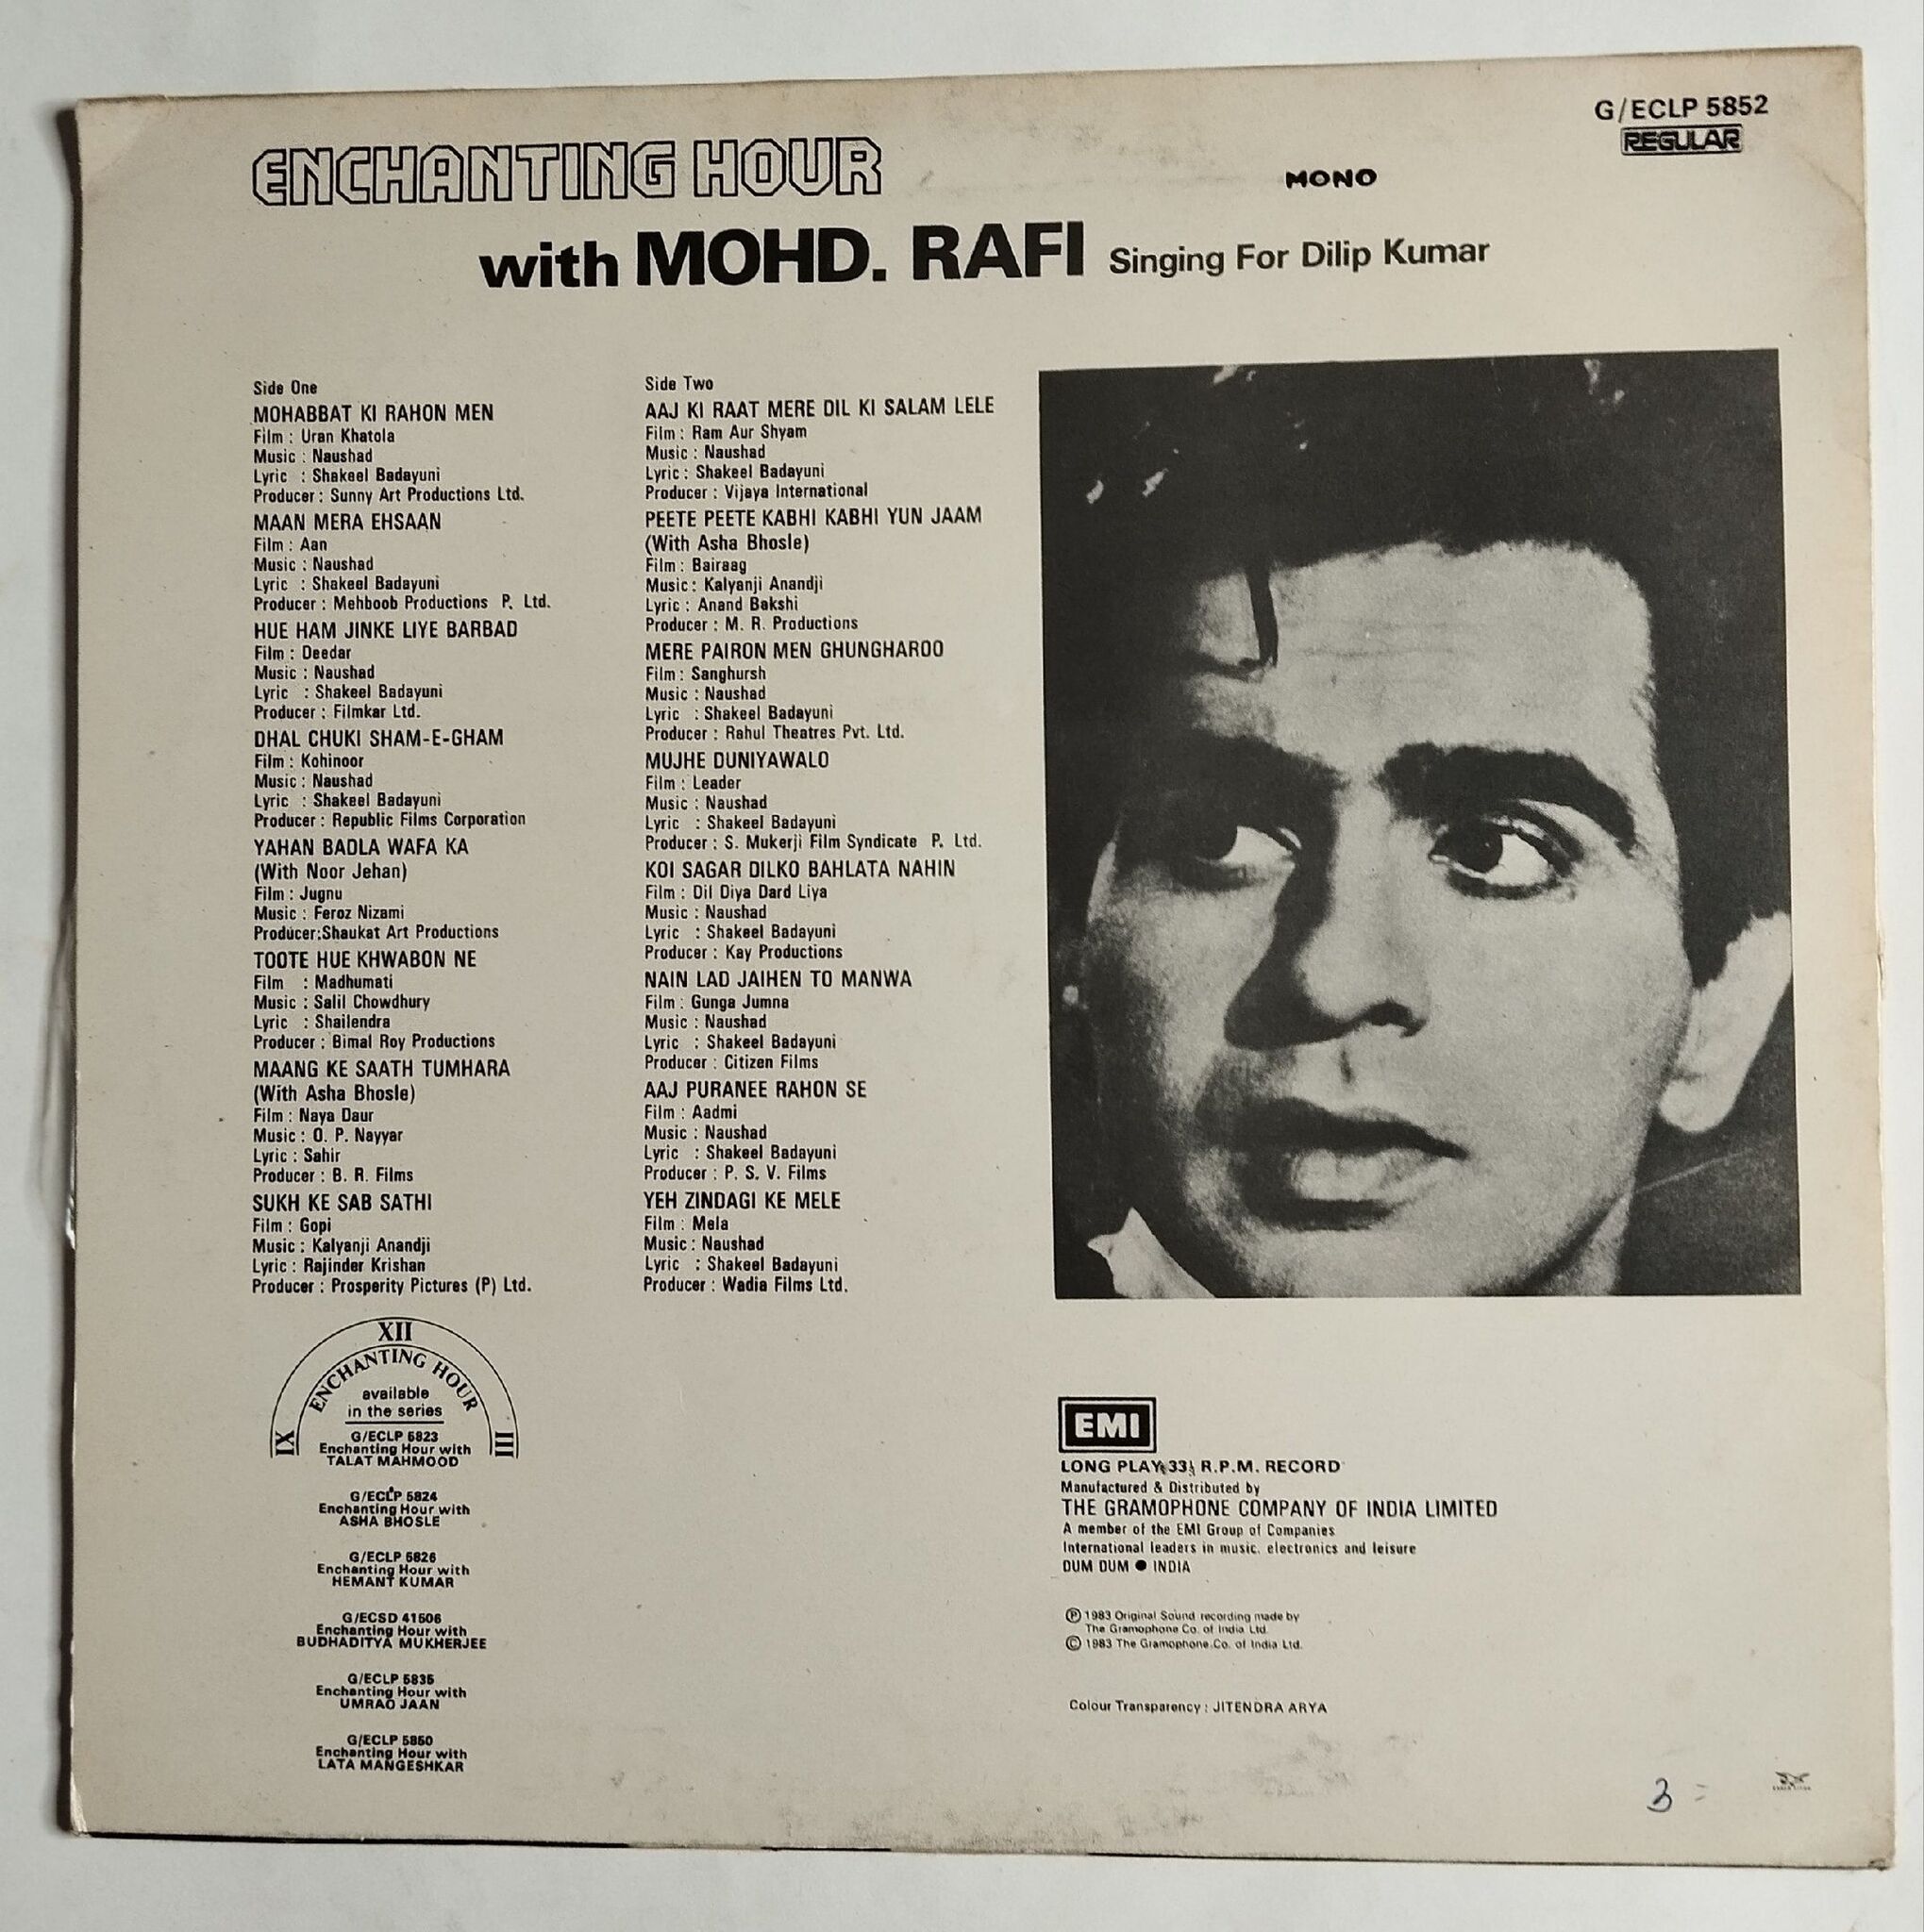 G/ECLP 5852
REGULAR
ENCHANTING HOUR
MONO
with MOHD. RAFI Singing For Dilip Kumar
Side One
MOHABBAT KI RAHON MEN
Film : Uran Khatola
Music : Naushad
Lyric : Shakeel Badayuni
Producer : Sunny Art Productions Ltd.
MAAN MERA EHSAAN
Film : Aan
Music : Naushad
Lyric : Shakeel Badayuni
Producer : Mehboob Productions P. Ltd.
HUE HAM JINKE LIYE BARBAD
Film : Deedar
Music : Naushad
Lyric : Shakeel Badayuni
Producer : Filmkar Ltd.
DHAL CHUKI SHAM-E-GHAM
Film : Kohinoor
Music : Naushad
Lyric : Shakeel Badayuni
Producer : Republic Films Corporation
YAHAN BADLA WAFA KA
(With Noor Jehan)
Film : Jugnu
Music : Feroz Nizami
Producer:Shaukat Art Productions
TOOTE HUE KHWABON NE
Film : Madhumati
Music : Salil Chowdhury
Lyric : Shailendra
Producer : Bimal Roy Productions
MAANG KE SAATH TUMHARA
(With Asha Bhosle)
Film : Naya Daur
Music : O. P. Nayyar
Lyric : Sahir
Producer : B. R. Films
SUKH KE SAB SATHI
Film : Gopi
Music : Kalyanji Anandji
Lyric : Rajinder Krishan
Producer : Prosperity Pictures (P) Ltd.
Side Two
AAJ KI RAAT MERE DIL KI SALAM LELE
Film : Ram Aur Shyam
Music : Naushad
Lyric : Shakeel Badayuni
Producer : Vijaya International
PEETE PEETE KABHI KABHI YUN JAAM
(With Asha Bhosle)
Film : Bairaag
Music : Kalyanji Anandji
Lyric : Anand Bakshi
Producer : M. R. Productions
MERE PAIRON MEN GHUNGHAROO
Film : Sanghursh
Music : Naushad
Lyric : Shakeel Badayuni
Producer : Rahul Theatres Pvt. Ltd.
MUJHE DUNIYAWALO
Film : Leader
Music : Naushad
Lyric : Shakeel Badayuni
Producer : S. Mukerji Film Syndicate P. Ltd.
KOI SAGAR DILKO BAHLATA NAHIN
Film : Dil Diya Dard Liya
Music : Naushad
Lyric : Shakeel Badayuni
Producer : Kay Productions
NAIN LAD JAIHEN TO MANWA
Film : Gunga Jumna
Music : Naushad
Lyric : Shakeel Badayuni
Producer : Citizen Films
AAJ PURANEE RAHON SE
Film : Aadmi
Music : Naushad
Lyric : Shakeel Badayuni
Producer : P. S. V. Films
YEH ZINDAGI KE MELE
Film : Mela
Music : Naushad
Lyric : Shakeel Badayuni
Producer : Wadia Films Ltd.
XII
ENCHANTING HOUR
IX
III
available
in the series
G/ECLP 5823
Enchanting Hour with
TALAT MAHMOOD
G/ECLP 5824
Enchanting Hour with
ASHA BHOSLE
G/ECLP 5826
Enchanting Hour with
HEMANT KUMAR
G/ECSD 41506
Enchanting Hour with
BUDHADITYA MUKHERJEE
G/ECLP 5835
Enchanting Hour with
UMRAO JAAN
G/ECLP 5850
Enchanting Hour with
LATA MANGESHKAR
EMI
LONG PLAY 33⅓ R.P.M. RECORD
Manufactured & Distributed by
THE GRAMOPHONE COMPANY OF INDIA LIMITED
A member of the EMI Group of Companies
International leaders in music, electronics and leisure
DUM DUM ● INDIA
℗ 1983 Original Sound recording made by
The Gramophone Co. of India Ltd.
© 1983 The Gramophone Co. of India Ltd.
Colour Transparency : JITENDRA ARYA
3 =